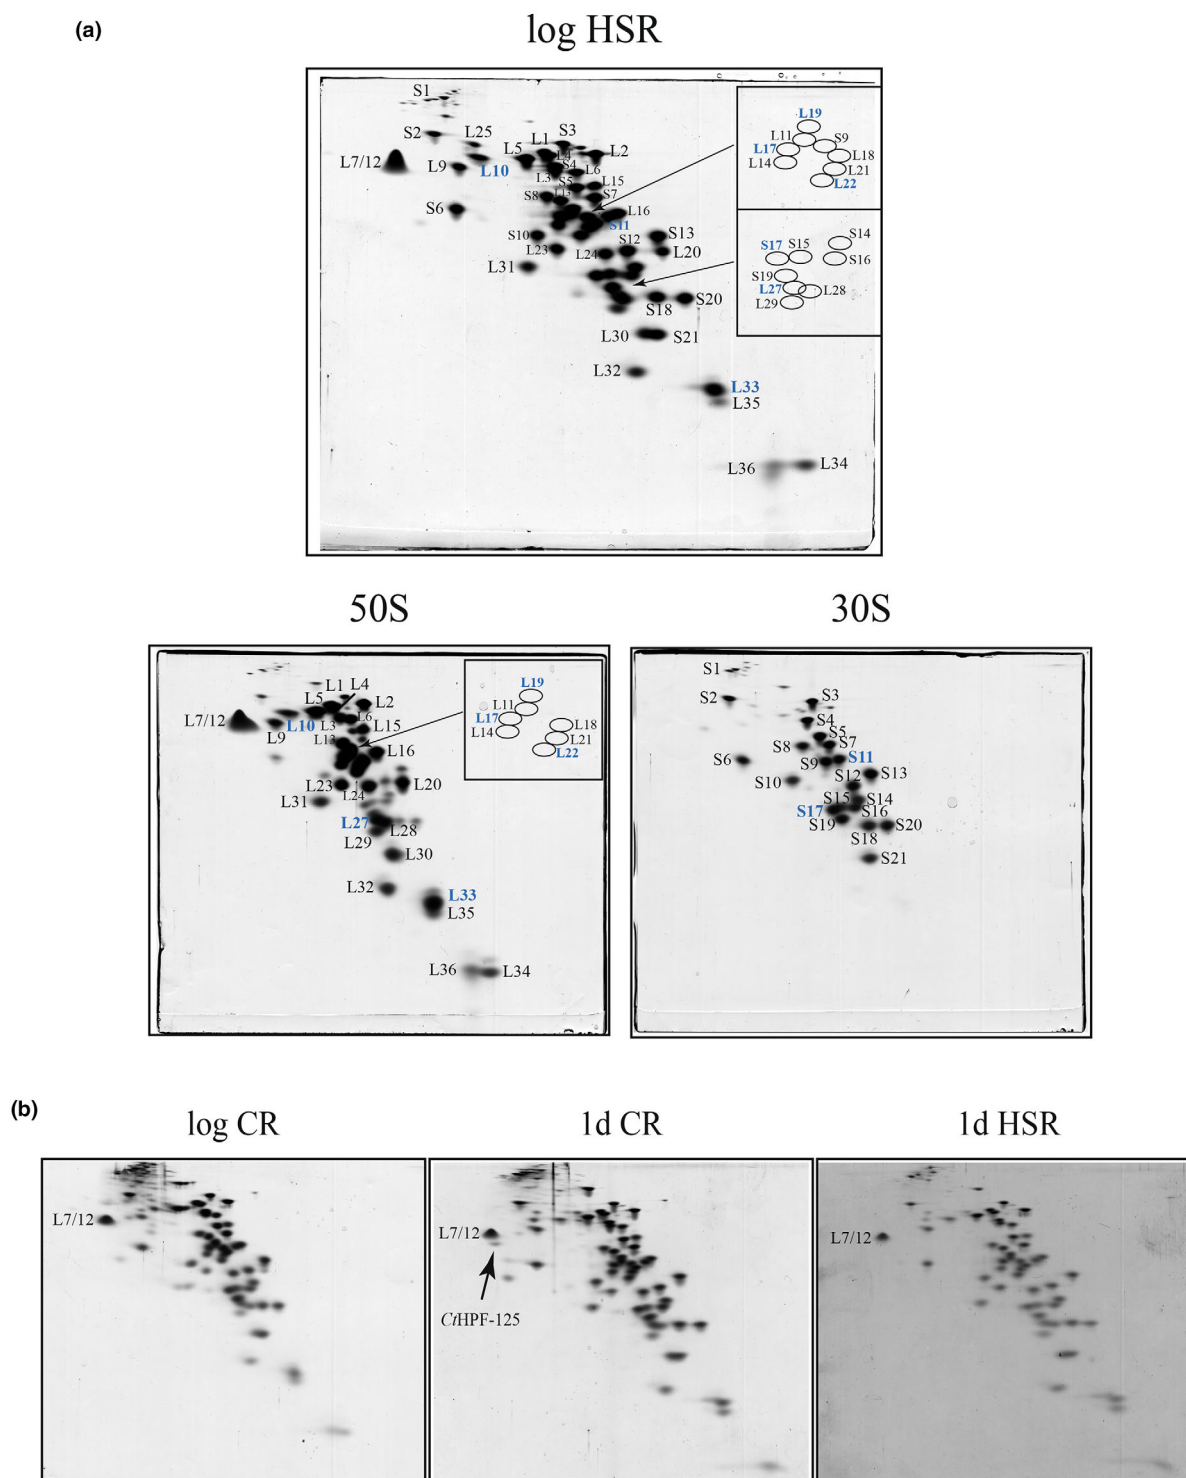 (a)
log HSR
S1
S2
L25
L1
S3
L7/12
L9
L10
L5
L4
L2
S4
L3
L6
S5
L15
S8
L13
S7
S6
L16
S11
S10
S12
S13
L23
L24
L20
L31
S18
S20
L30
S21
L32
L33
L35
L36
L34
L19
L11
S9
L17
L18
L14
L21
L22
S14
S17
S15
S16
S19
L27
L28
L29
50S
L1
L4
L5
L2
L7/12
L10
L3
L6
L9
L15
L13
L16
L23
L24
L20
L31
L27
L28
L29
L30
L32
L33
L35
L36
L34
L19
L11
L17
L18
L14
L21
L22
30S
S1
S2
S3
S4
S5
S8
S7
S6
S9
S11
S10
S12
S13
S15
S14
S17
S16
S19
S20
S18
S21
(b)
log CR
L7/12
1d CR
L7/12
CtHPF-125
1d HSR
L7/12